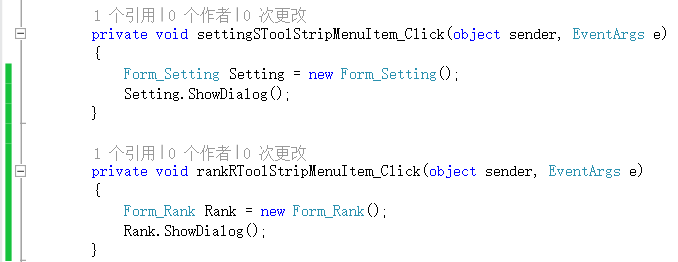 1 个引用|0 个作者|0 次更改
private void settingSToolStripMenuItem_Click(object sender, EventArgs e)
{
Form_Setting Setting = new Form_Setting();
Setting.ShowDialog();
}
1 个引用|0 个作者|0 次更改
private void rankRToolStripMenuItem_Click(object sender, EventArgs e)
{
Form_Rank Rank = new Form_Rank();
Rank.ShowDialog();
}